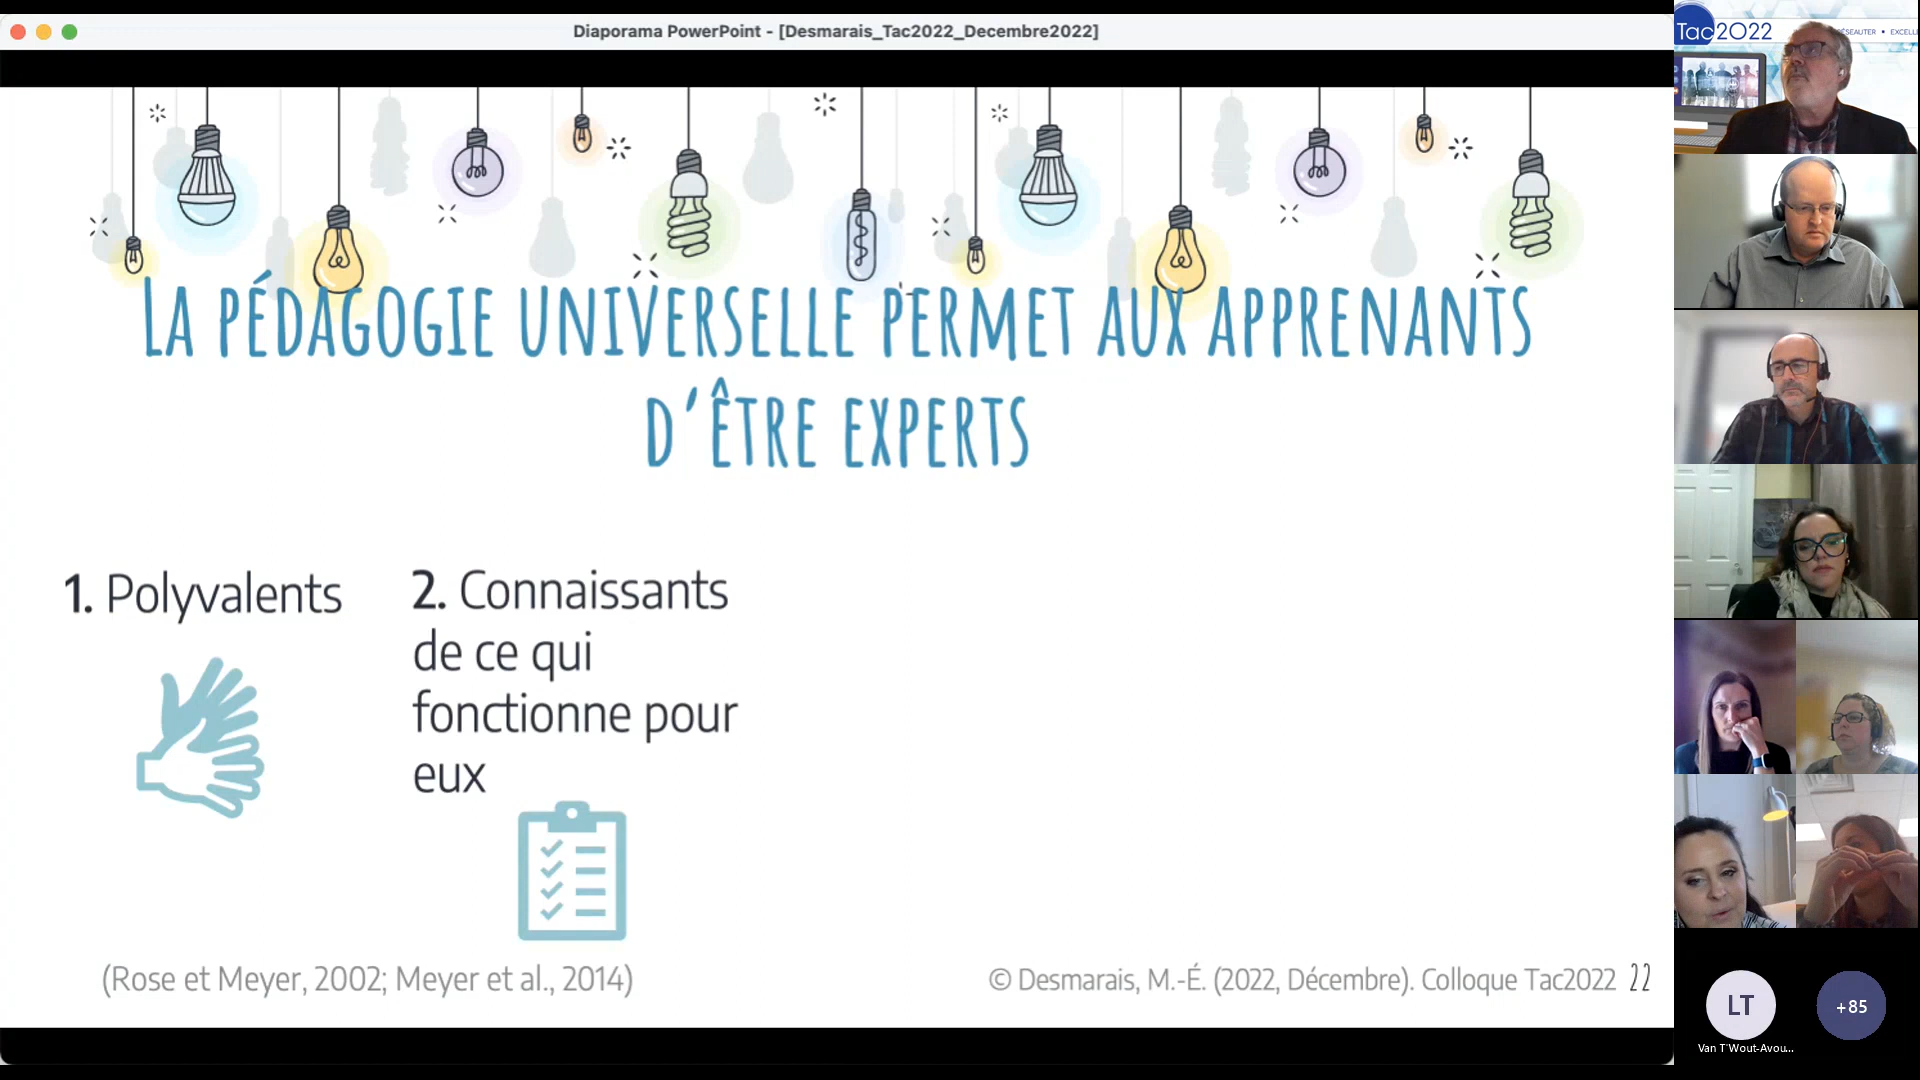 Diaporama PowerPoint - [Desmarais_Tac2022_Decembre2022]
La pédagogie universelle permet aux apprenants
d'être experts
1. Polyvalents
2. Connaissants
de ce qui
fonctionne pour
eux
(Rose et Meyer, 2002; Meyer et al., 2014)
© Desmarais, M.-É. (2022, Décembre). Colloque Tac2022 22
Tac2022
RÉSEAUTER • EXCELL
LT
+85
Van T'Wout-Avou...